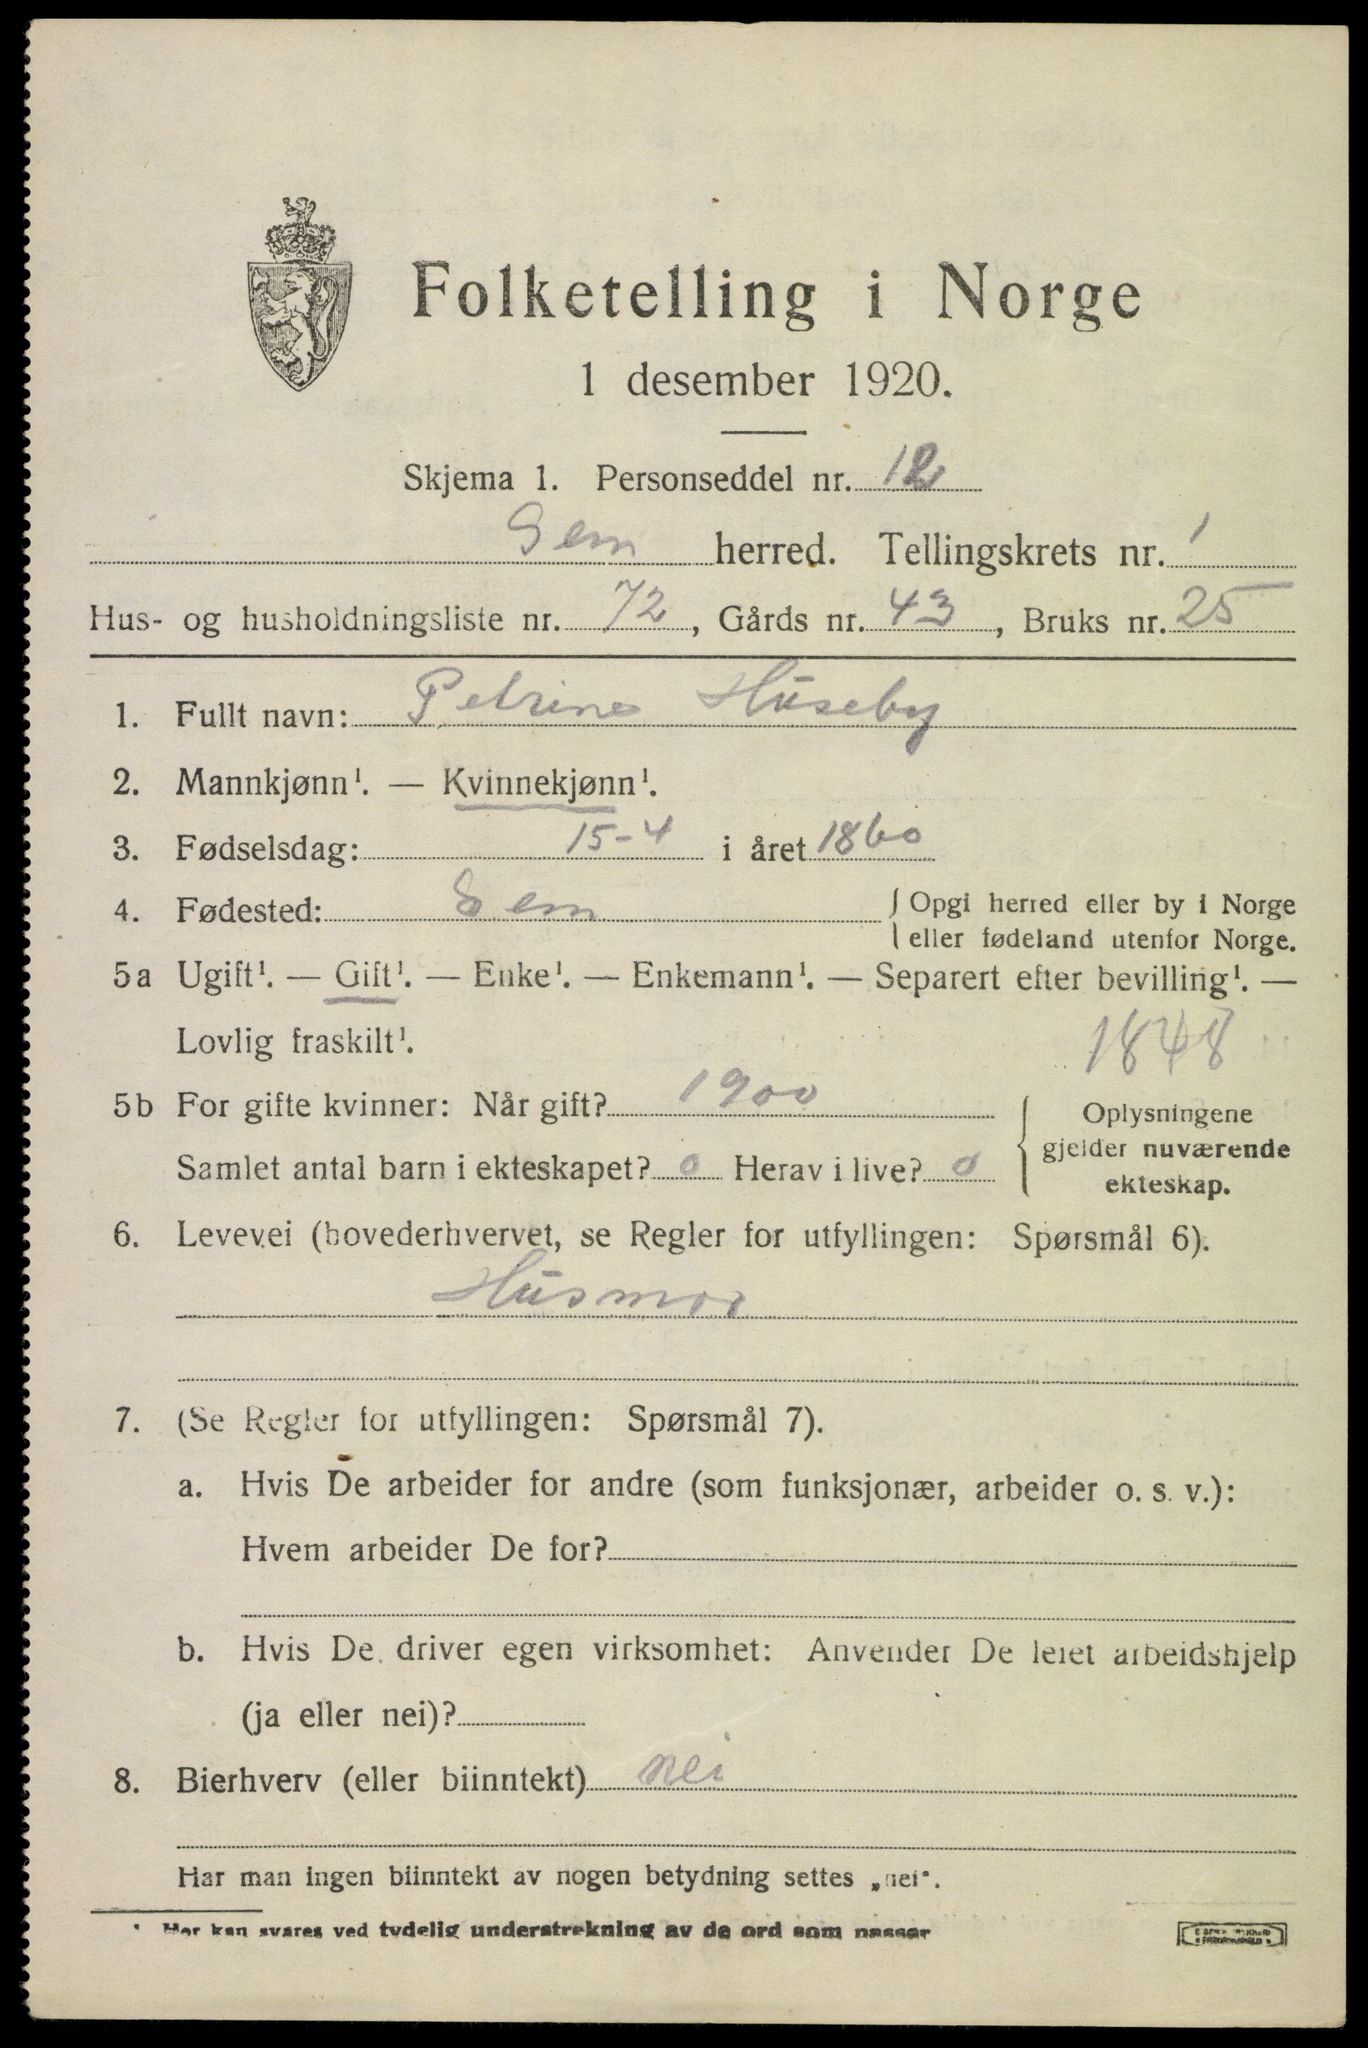 Folketelling i Norge
1 desember 1920.
Skjema 1. Personseddel nr. 12
Sem herred. Tellingskrets nr. 1
Hus- og husholdningsliste nr. 72, Gårds nr. 43, Bruks nr. 25
1. Fullt navn: Petrine Huseby
2. Mannkjønn¹. — Kvinnekjønn¹.
3. Fødselsdag: 15-4 i året 1860
4. Fødested: Sem { Opgi herred eller by i Norge
eller fødeland utenfor Norge.
5a Ugift¹. — Gift¹. — Enke¹. — Enkemann¹. — Separert efter bevilling¹. —
Lovlig fraskilt¹.
1848
5b For gifte kvinner: Når gift? 1900
Samlet antal barn i ekteskapet? 0 Herav i live? 0
{ Oplysningene
gjelder nuværende
ekteskap.
6. Levevei (hovederhvervet, se Regler for utfyllingen: Spørsmål 6).
Husmor
7. (Se Regler for utfyllingen: Spørsmål 7).
a. Hvis De arbeider for andre (som funksjonær, arbeider o. s. v.):
Hvem arbeider De for?
b. Hvis De driver egen virksomhet: Anvender De leiet arbeidshjelp
(ja eller nei)?
8. Bierhverv (eller biinntekt) nei
Har man ingen biinntekt av nogen betydning settes „nei“.
¹ Her kan svares ved tydelig understrekning av de ord som passer